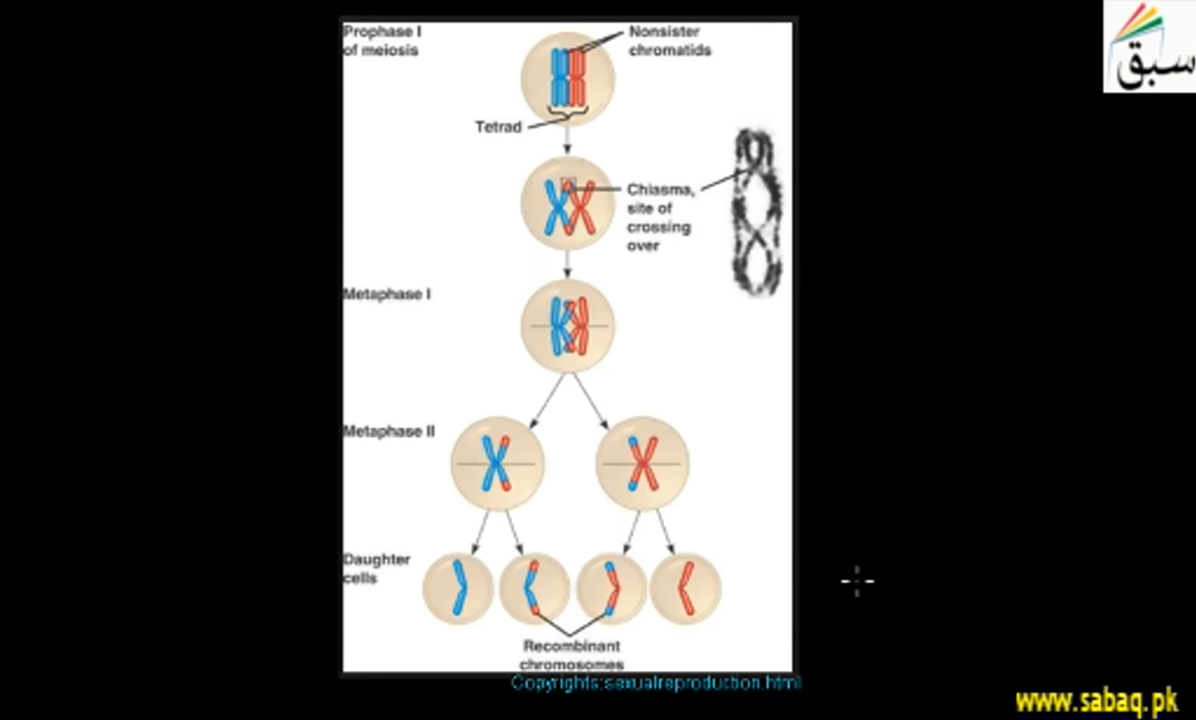 Prophase I
of meiosis
Nonsister
chromatids
Tetrad
Chiasma,
site of
crossing
over
Metaphase I
Metaphase II
Daughter
cells
Recombinant
chromosomes
Copyrights:sexualreproduction.html
سبق
www.sabaq.pk